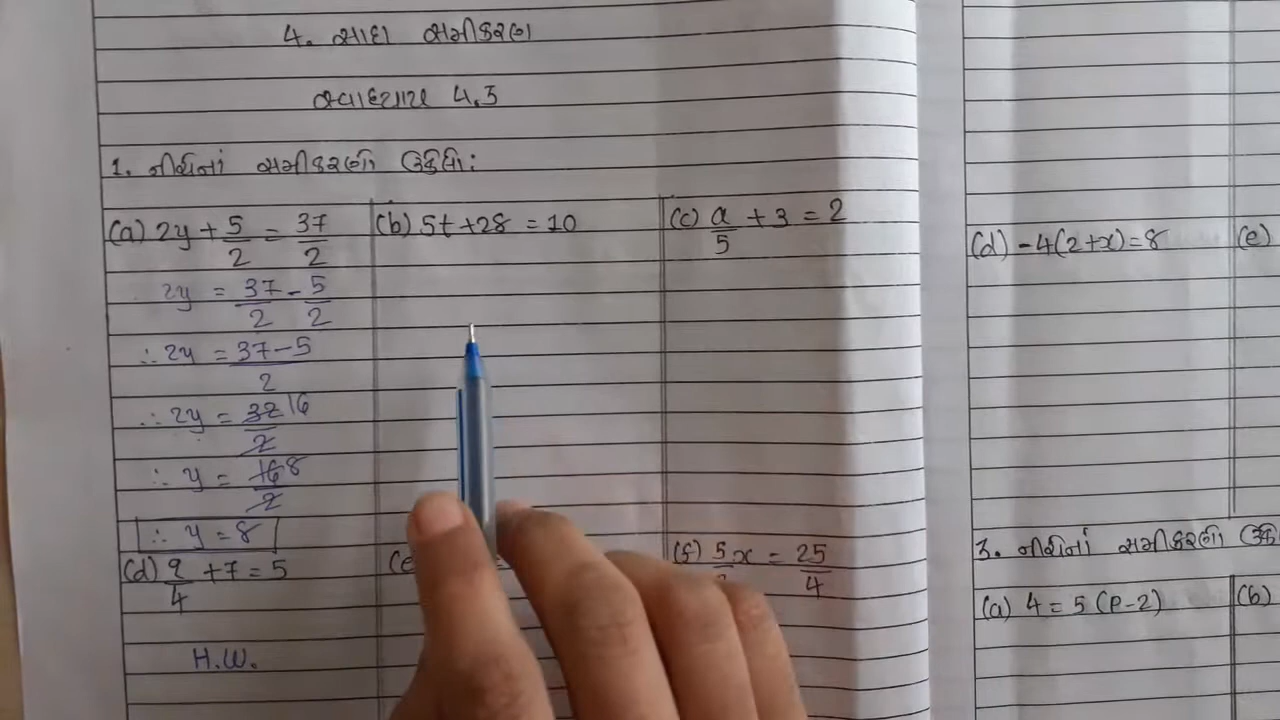 4. સાદા સમીકરણ
સ્વાધ્યાય 4.3
1. નીચેનાં સમીકરણો ઉકેલો:
(a) 2y + 5/2 = 37/2
2y = 37/2 - 5/2
∴ 2y = 37-5/2
∴ 2y = 32/2 16
∴ y = 16/2 8
∴ y = 8
(b) 5t +28 = 10
(c) a/5 + 3 = 2
(d) q/4 +7 = 5
H.W.
(e
(f) 5 x = 25/4
(d) -4(2+x)=8
(e)
3. નીચેનાં સમીકરણો
(a) 4 = 5 (P-2)
(b)